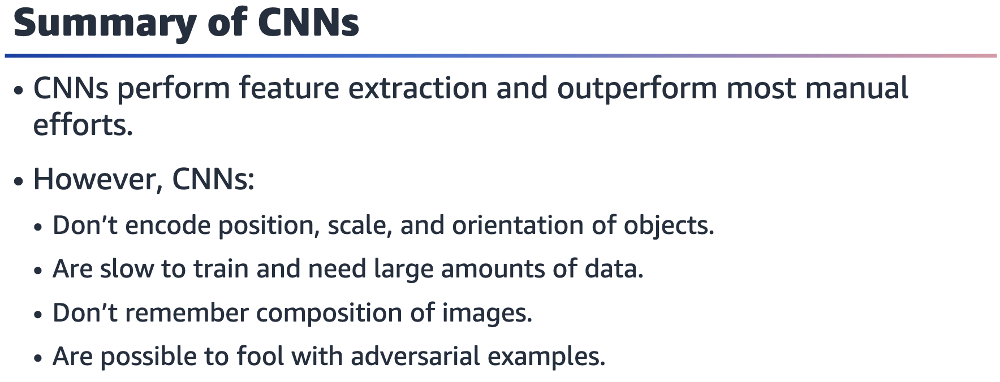 Summary of CNNs
• CNNs perform feature extraction and outperform most manual
efforts.
• However, CNNs:
• Don’t encode position, scale, and orientation of objects.
• Are slow to train and need large amounts of data.
• Don’t remember composition of images.
• Are possible to fool with adversarial examples.